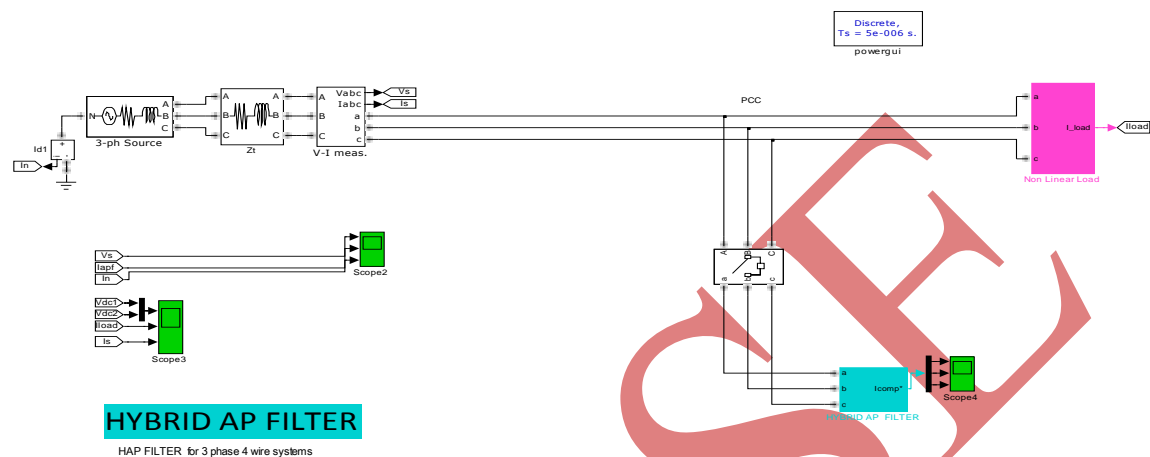 Discrete,
Ts = 5e-006 s.
powergui
PCC
N
A
B
C
3-ph Source
A
B
C
A
B
C
Zt
A
B
C
Vabc
Iabc
a
b
c
V-I meas.
Vs
Is
Id1
+
-
In
a
b
c
I_load
Non Linear Load
Iload
A
B
C
a
b
c
Vs
Iapf
In
Scope2
Vdc1
Vdc2
Iload
Is
Scope3
a
b
c
Icomp*
HYBRID AP FILTER
Scope4
HYBRID AP FILTER
HAP FILTER for 3 phase 4 wire systems
SE